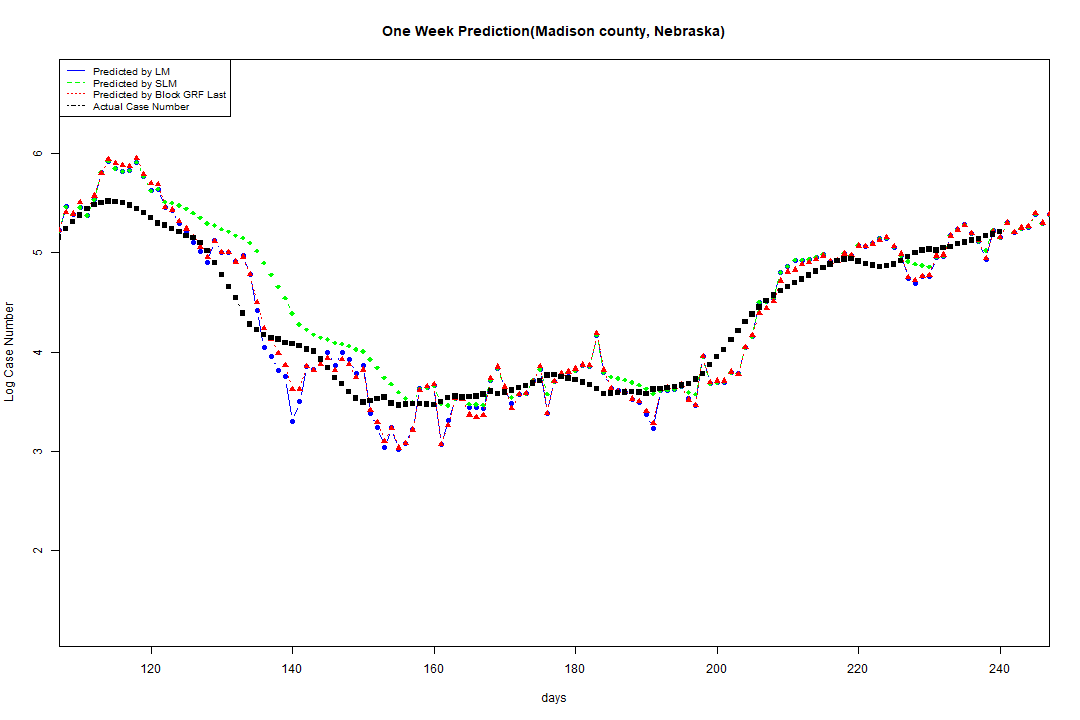 One Week Prediction(Madison county, Nebraska)
Predicted by LM
Predicted by SLM
Predicted by Block GRF Last
Actual Case Number
Log Case Number
6
5
4
3
2
120 140 160 180 200 220 240
days